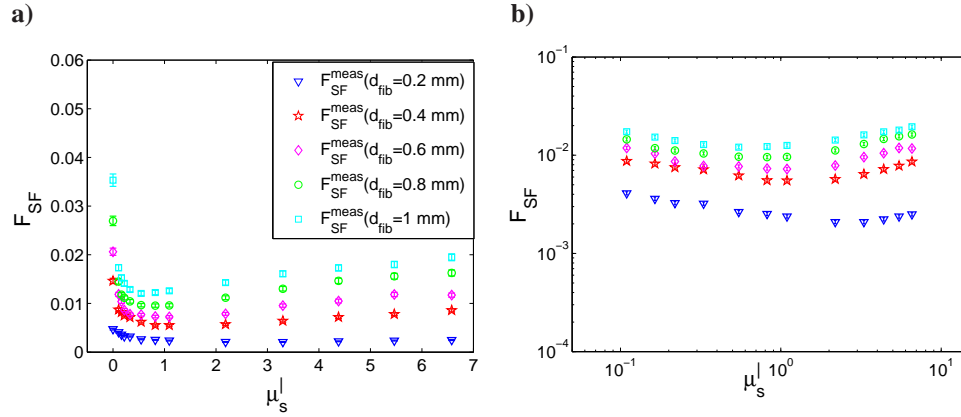 a)
0.06
0.05
0.04
0.03
0.02
0.01
0
F_SF
0 1 2 3 4 5 6 7
μ_s^|
F_SF^meas(d_fib=0.2 mm)
F_SF^meas(d_fib=0.4 mm)
F_SF^meas(d_fib=0.6 mm)
F_SF^meas(d_fib=0.8 mm)
F_SF^meas(d_fib=1 mm)
b)
10^−1
10^−2
10^−3
10^−4
F_SF
10^−1 10^0 10^1
μ_s^|